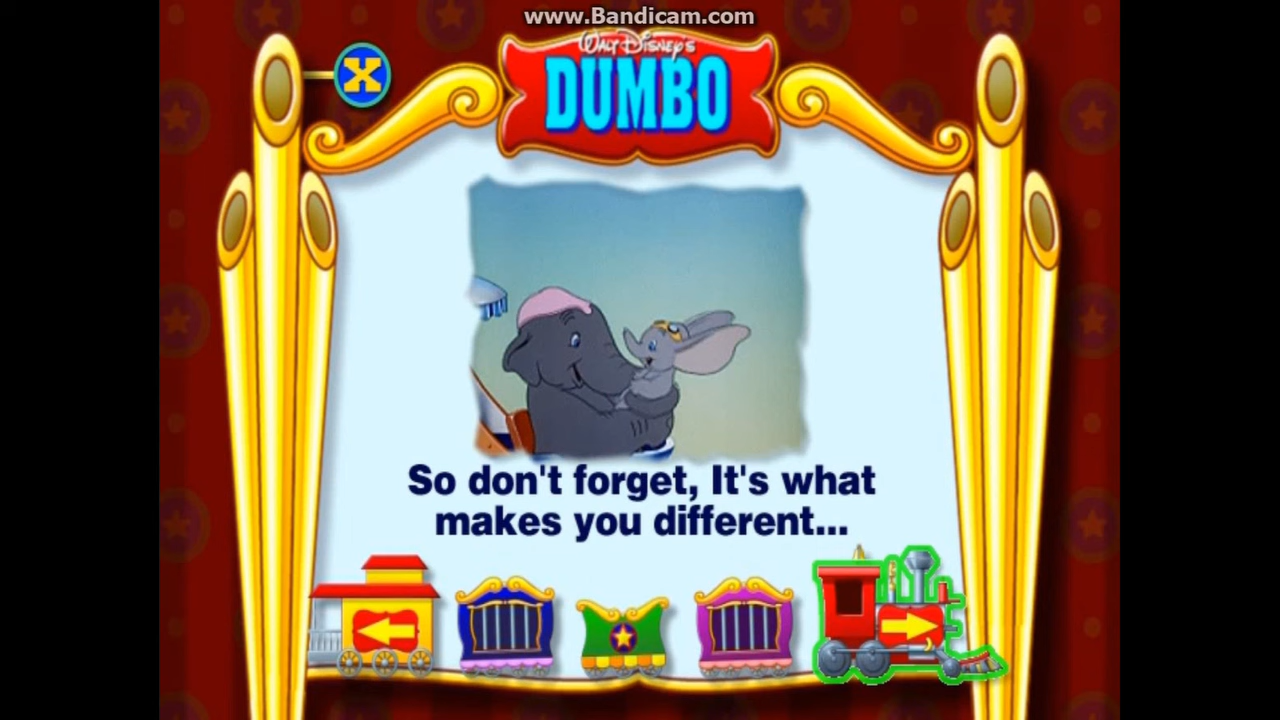 www.Bandicam.com
Walt Disney's
DUMBO
X
So don't forget, It's what
makes you different...